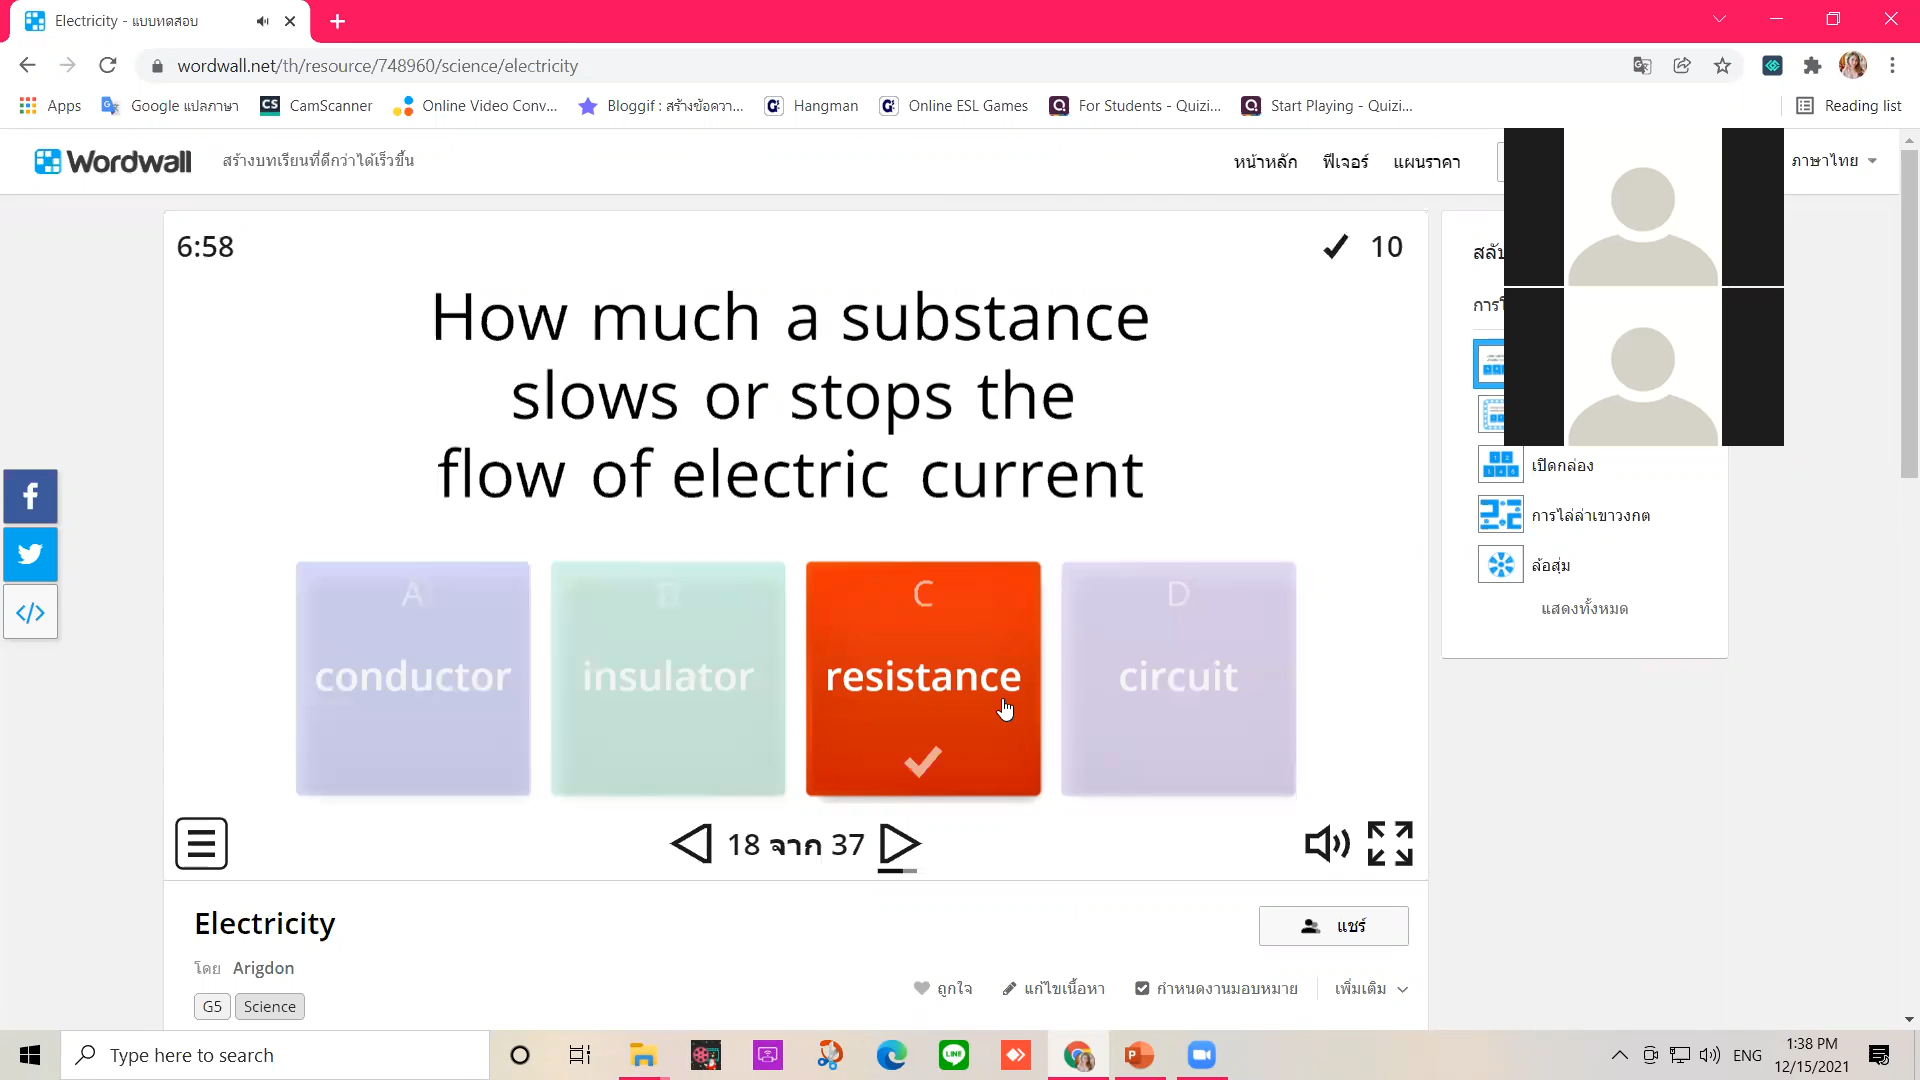 Electricity - แบบทดสอบ
wordwall.net/th/resource/748960/science/electricity
Apps
Google แปลภาษา
CS
CamScanner
Online Video Conv...
Bloggif : สร้างข้อควา...
Hangman
Online ESL Games
For Students - Quizi...
Start Playing - Quizi...
Reading list
Wordwall
สร้างบทเรียนที่ดีกว่าได้เร็วขึ้น
หน้าหลัก
ฟีเจอร์
แผนราคา
ภาษาไทย
6:58
10
How much a substance
slows or stops the
flow of electric current
A
conductor
B
insulator
C
resistance
D
circuit
18 จาก 37
เปิดกล่อง
การไล่ล่าเขาวงกต
ล้อสุ่ม
แสดงทั้งหมด
Electricity
แชร์
โดย Arigdon
ถูกใจ
แก้ไขเนื้อหา
กำหนดงานมอบหมาย
เพิ่มเติม
G5
Science
Type here to search
LINE
ENG
1:38 PM
12/15/2021